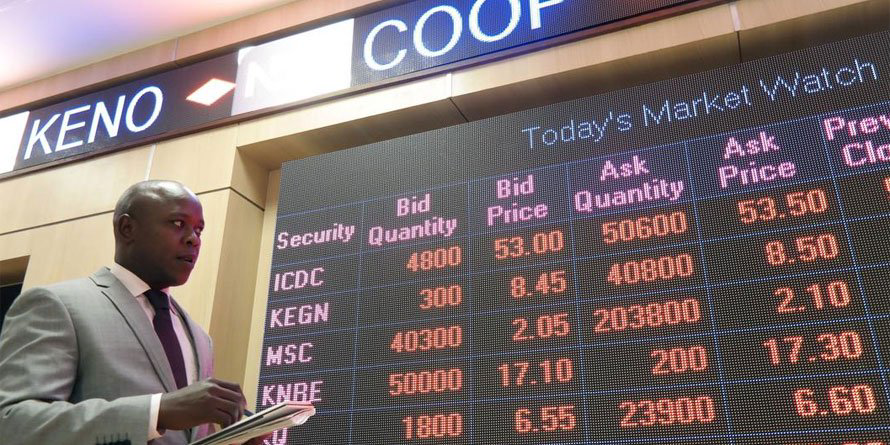 KENO
COOP
Today's Market Watch
Security Bid Quantity Bid Price Ask Quantity Ask Price
ICDC 4800 53.00 50600 53.50
KEGN 300 8.45 40800 8.50
MSC 40300 2.05 203800 2.10
KNBE 50000 17.10 200 17.30
1800 6.55 23900 6.60